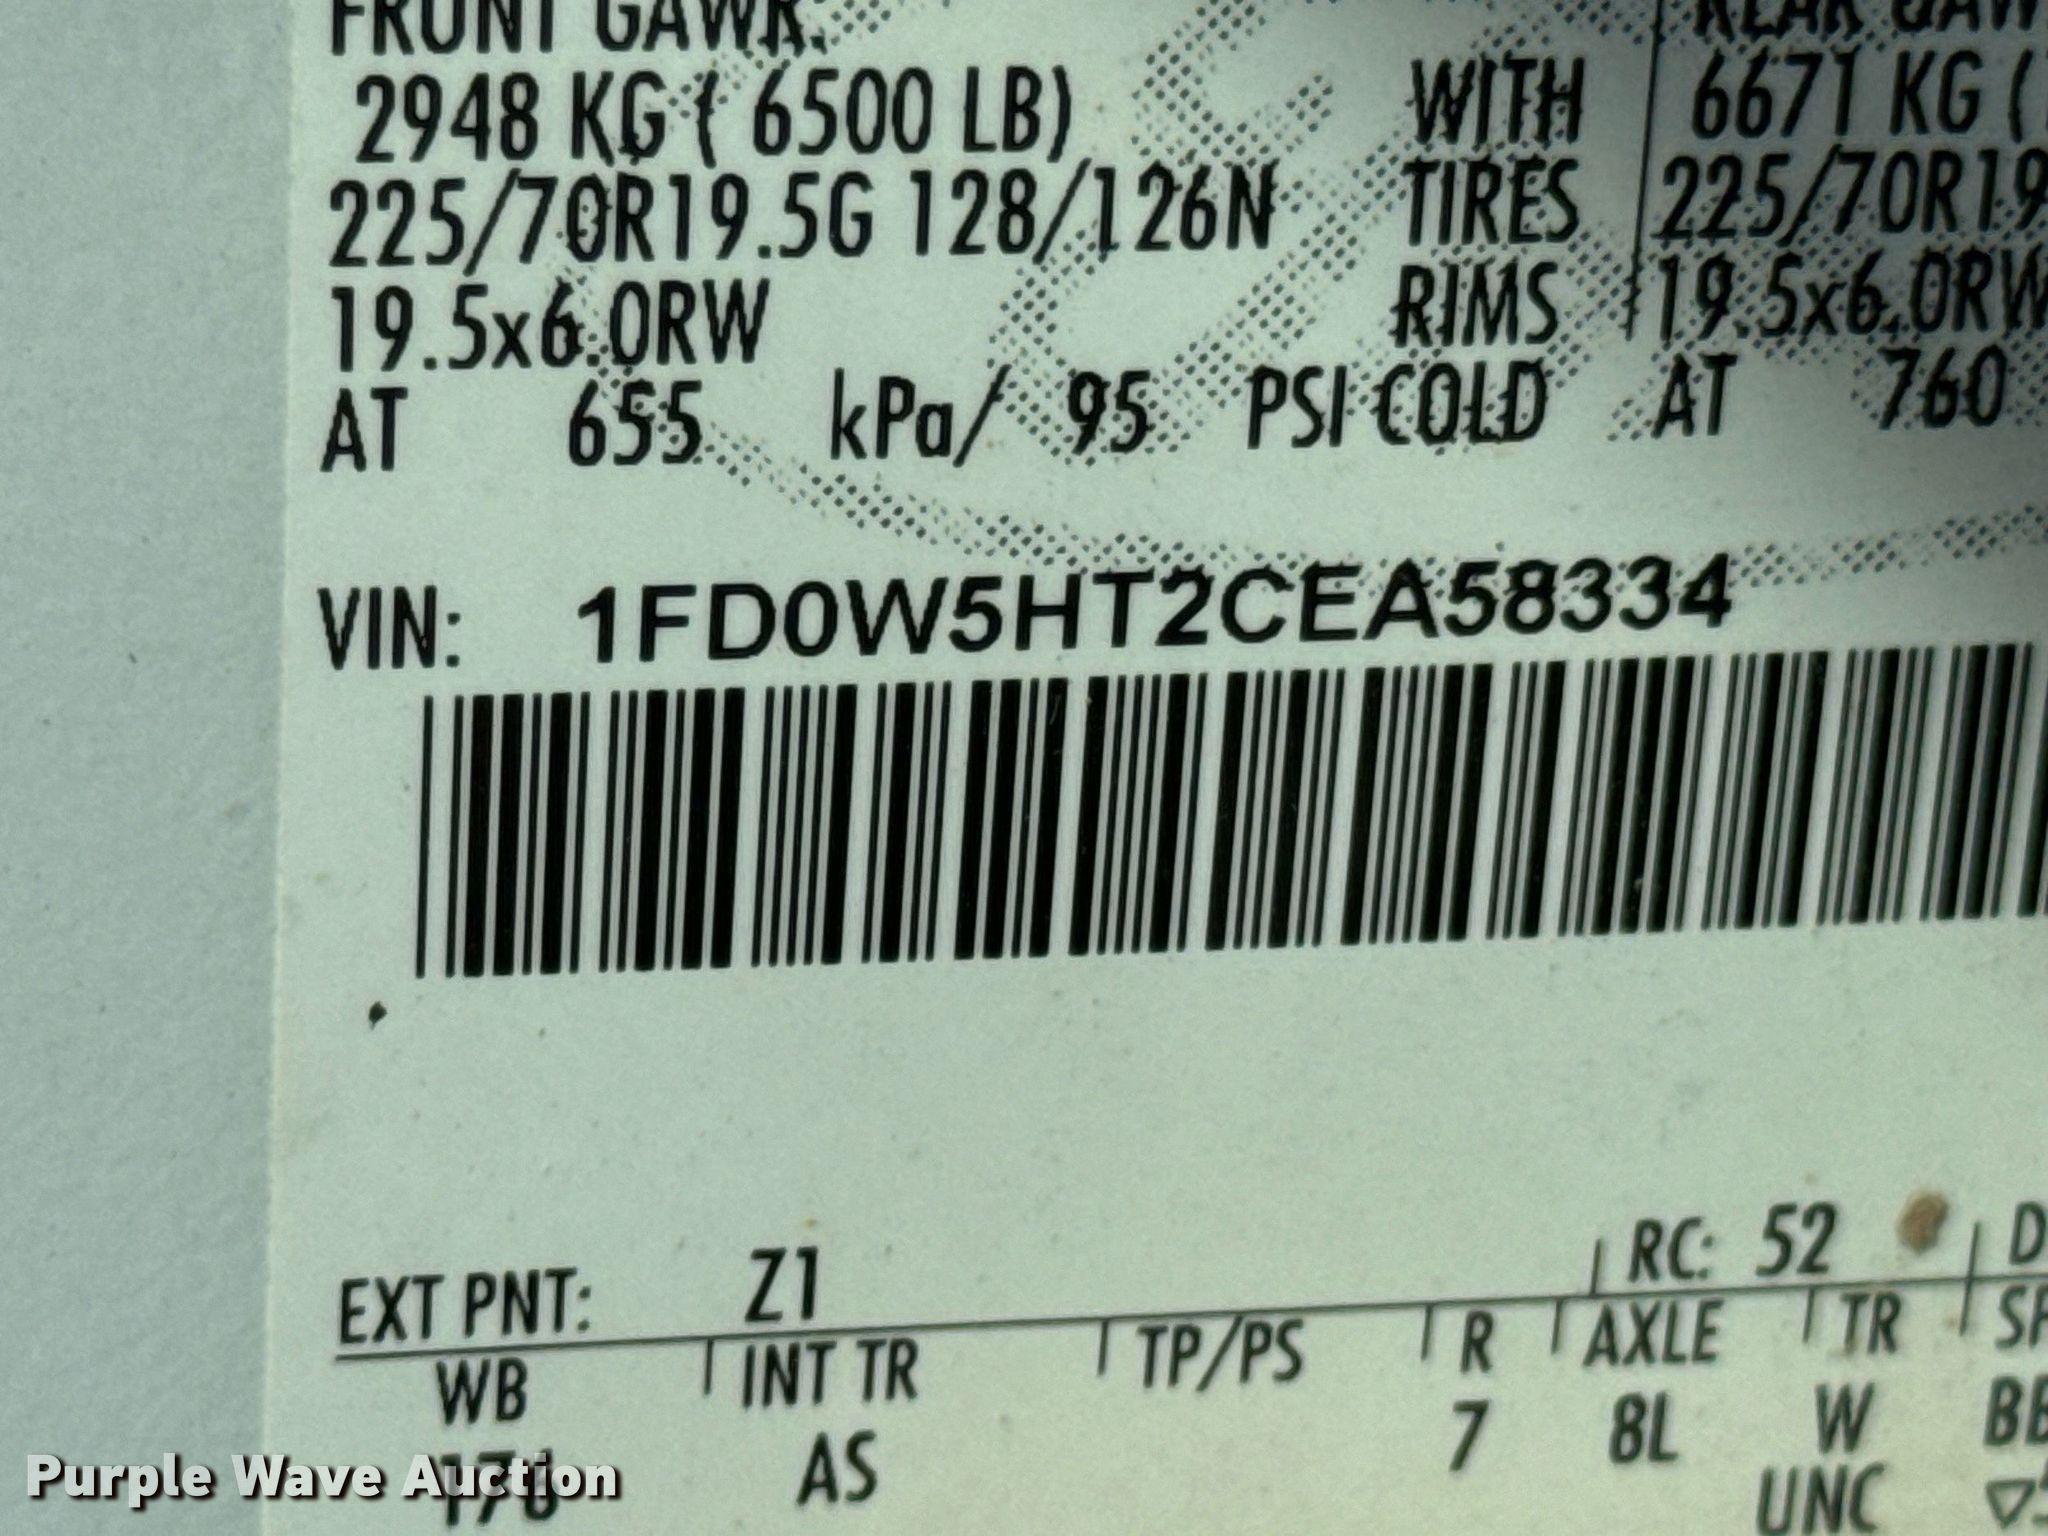 FRONT GAWR:
2948 KG ( 6500 LB) WITH 6671 KG (
225/70R19.5G 128/126N TIRES 225/70R19
19.5x6.0RW RIMS 19.5x6.0RW
AT 655 kPa/ 95 PSI COLD AT 760
VIN: 1FD0W5HT2CEA58334
EXT PNT: Z1 RC: 52
WB INT TR TP/PS R AXLE TR
176 AS 7 8L W
UNC
Purple Wave Auction